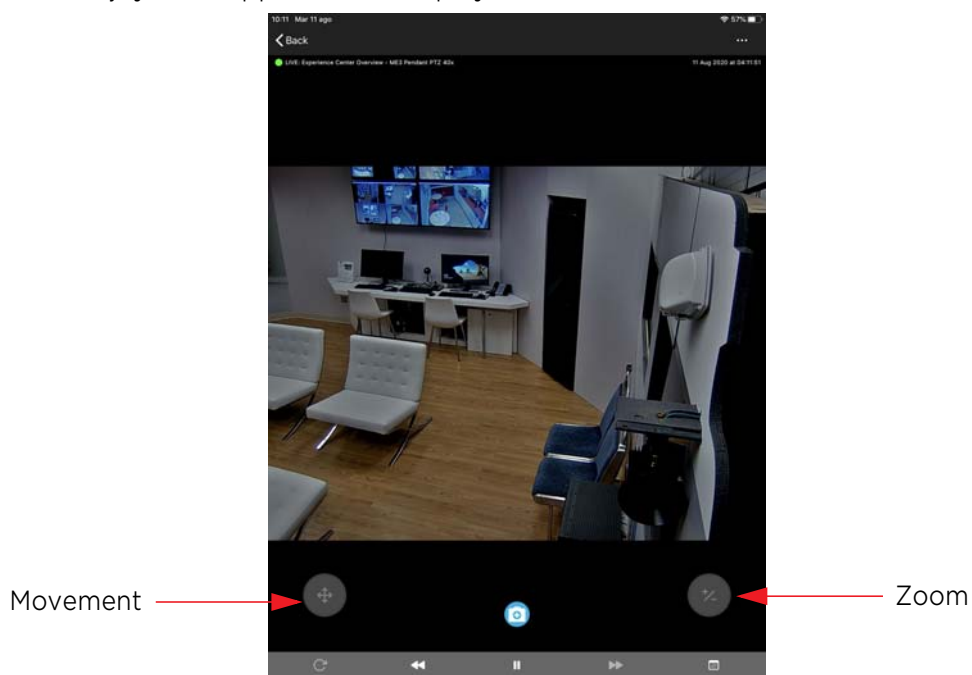 10:11 Mar 11 ago
57%
Back
LIVE: Experience Center Overview - ME3 Pendant PTZ 40x
11 Aug 2020 at 04:11:51
Movement
Zoom